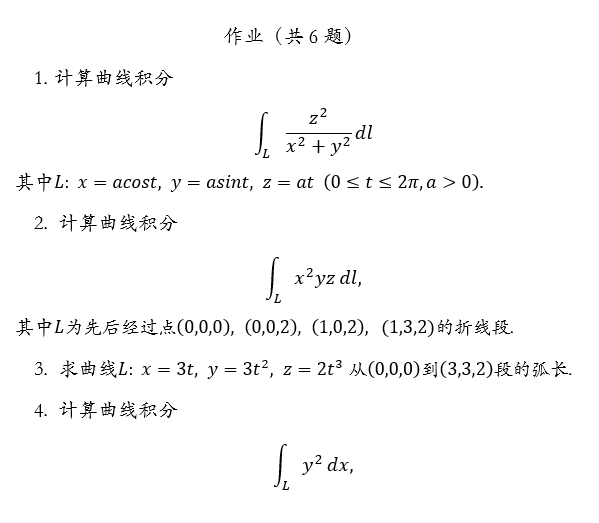 作业（共 6 题）
1. 计算曲线积分
∫_L z²/(x² + y²) dl
其中L: x = acost, y = asint, z = at (0 ≤ t ≤ 2π, a > 0).
2. 计算曲线积分
∫_L x²yz dl,
其中L为先后经过点(0,0,0), (0,0,2), (1,0,2), (1,3,2)的折线段.
3. 求曲线L: x = 3t, y = 3t², z = 2t³ 从(0,0,0)到(3,3,2)段的弧长.
4. 计算曲线积分
∫_L y² dx,